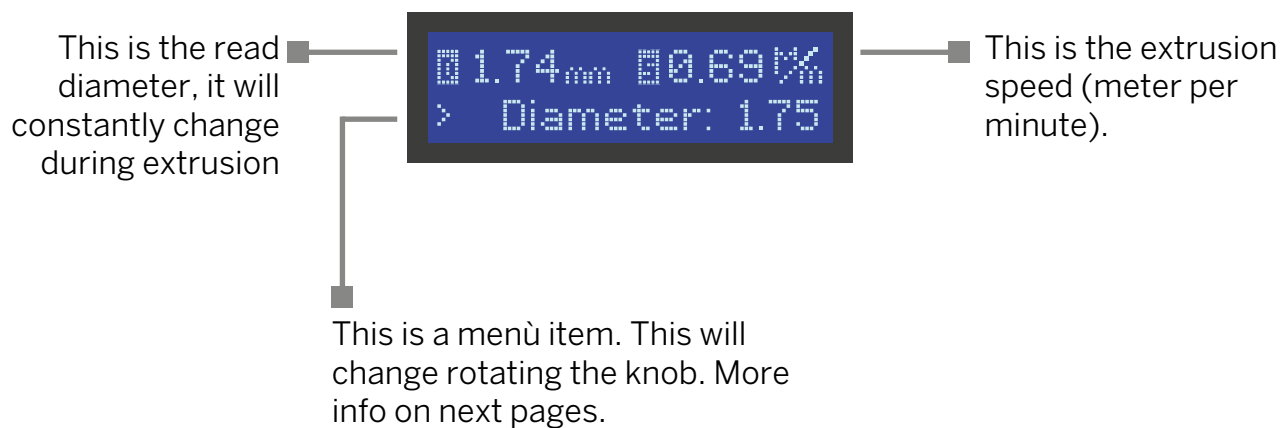 This is the read
diameter, it will
constantly change
during extrusion
D 1.74mm S 0.69 M/m
> Diameter: 1.75
This is the extrusion
speed (meter per
minute).
This is a menù item. This will
change rotating the knob. More
info on next pages.